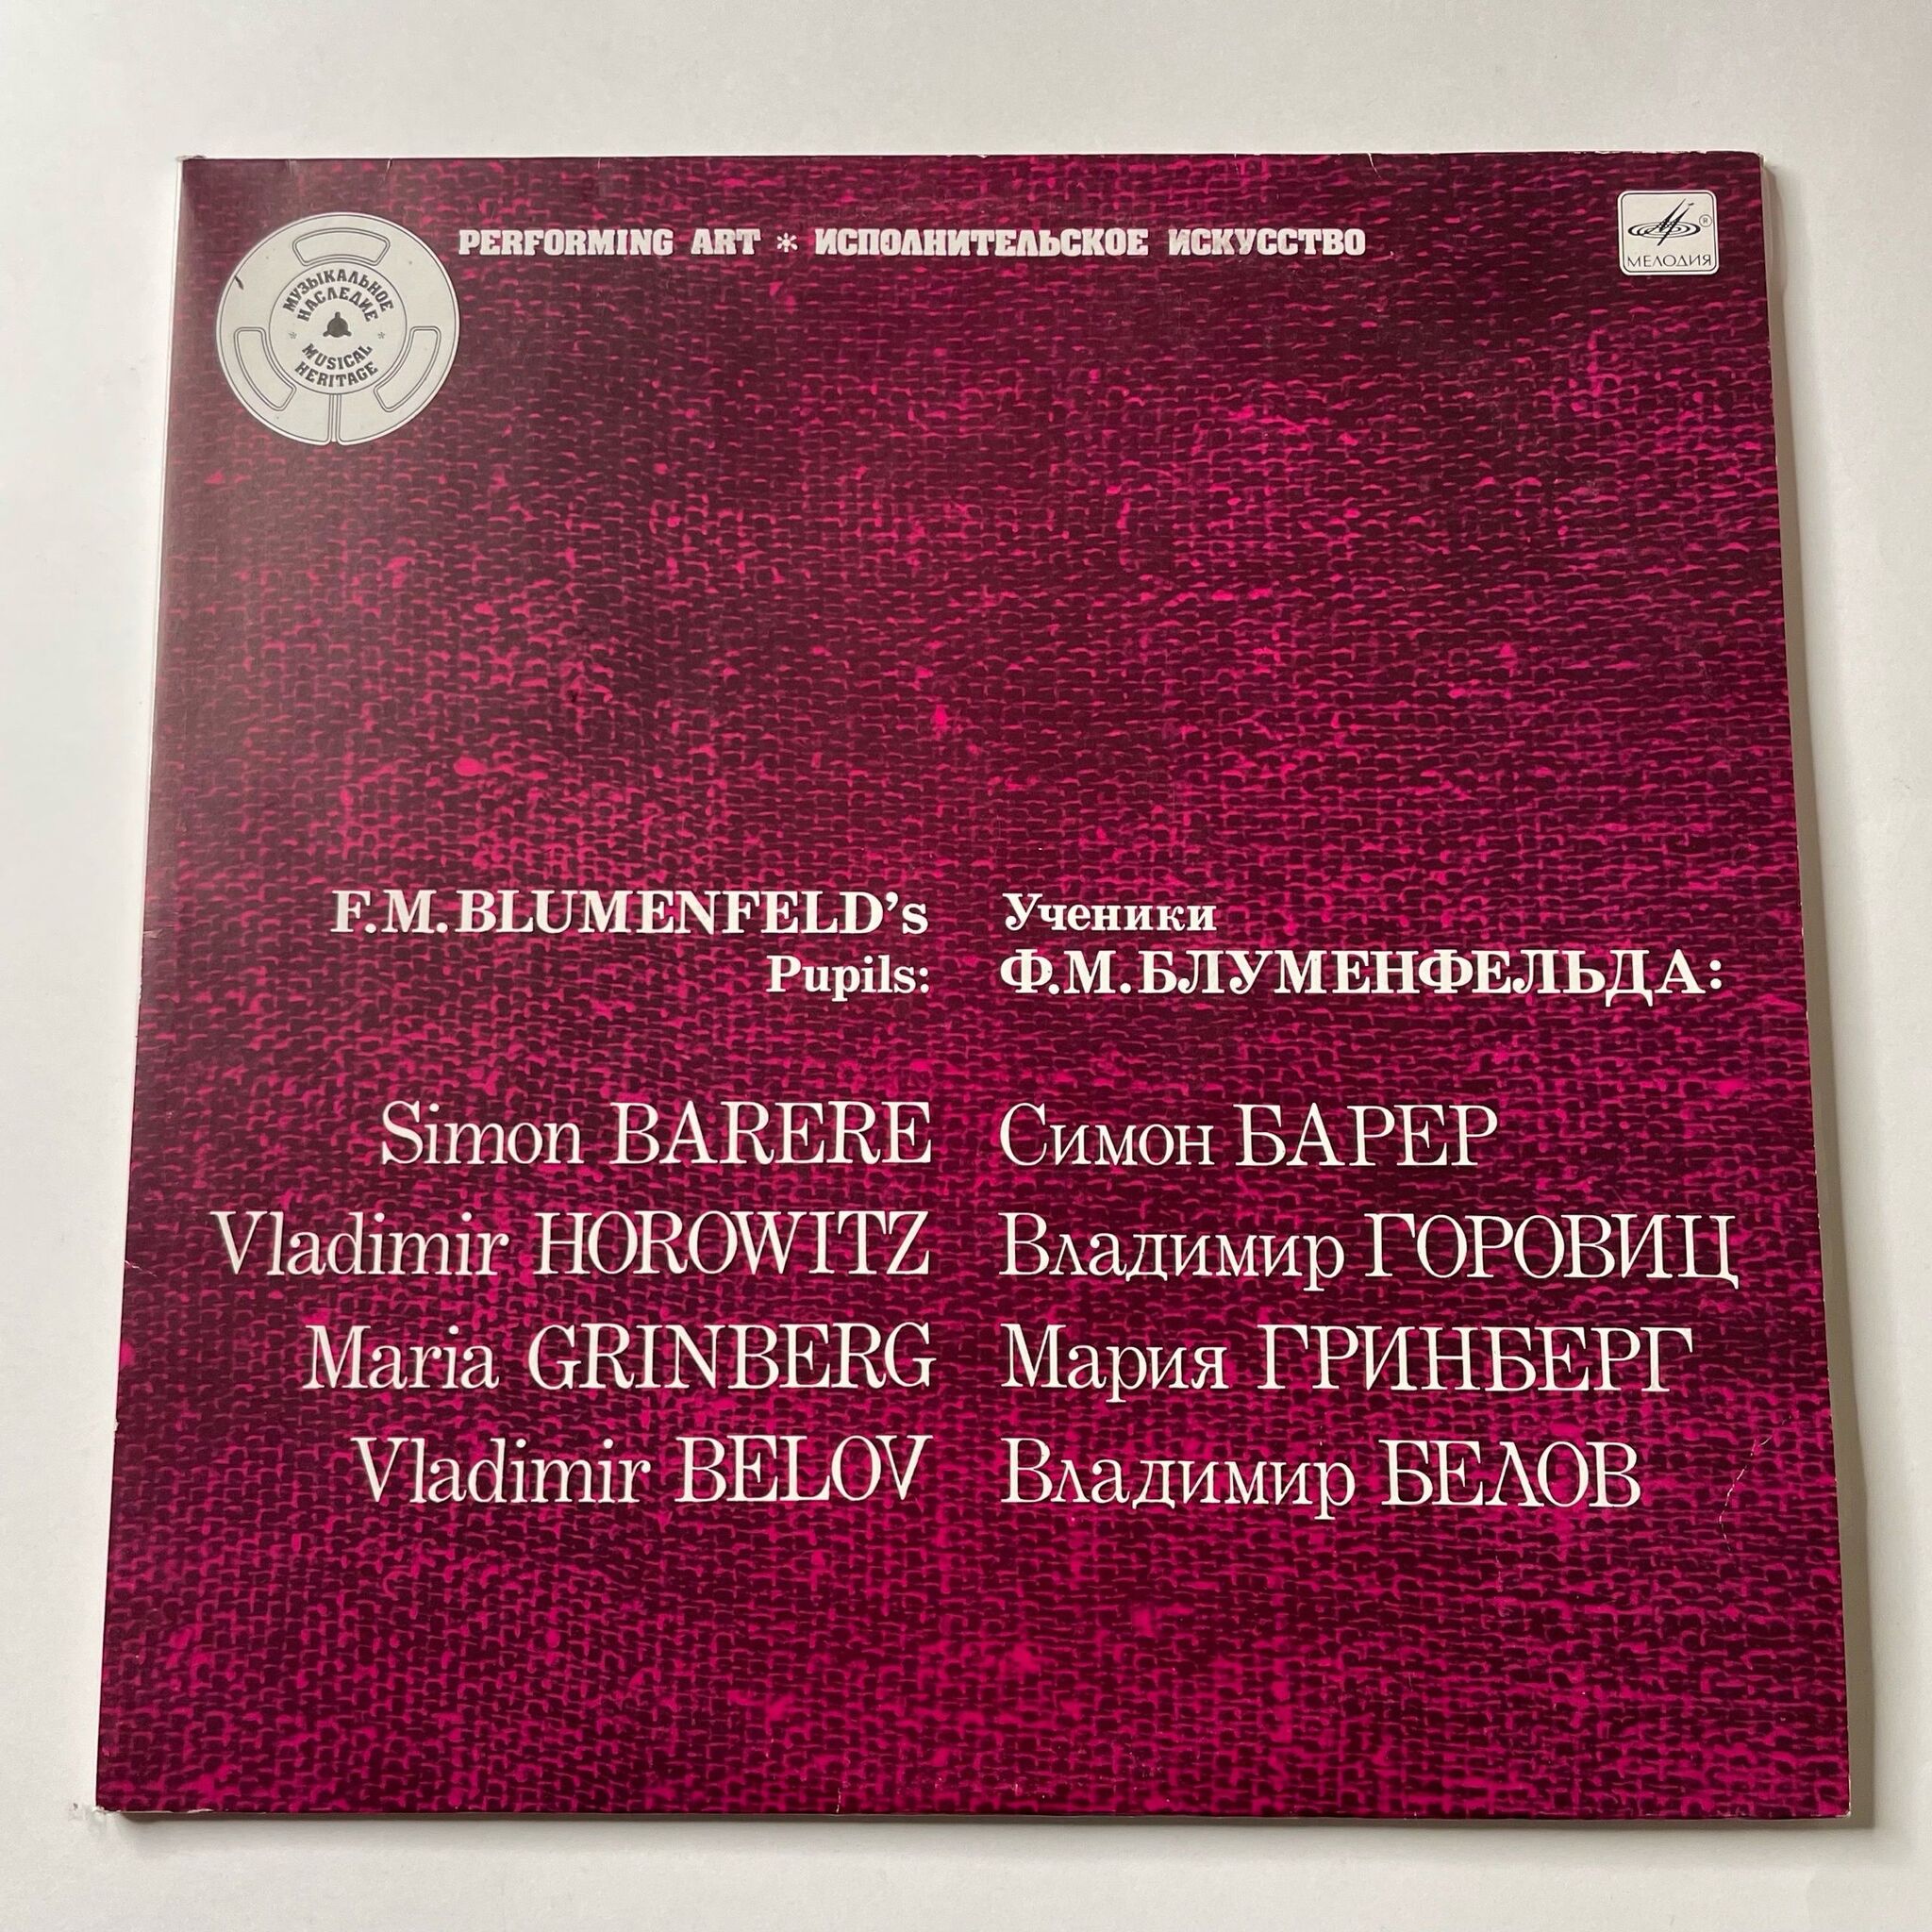 PERFORMING ART * ИСПОЛНИТЕЛЬСКОЕ ИСКУССТВО
МУЗЫКАЛЬНОЕ
НАСЛЕДИЕ
* *
MUSICAL
HERITAGE
®
МЕЛОДИЯ
F.M.BLUMENFELD's
Pupils:
Ученики
Ф.М.БЛУМЕНФЕЛЬДА:
Simon BARERE
Симон БАРЕР
Vladimir HOROWITZ
Владимир ГОРОВИЦ
Maria GRINBERG
Мария ГРИНБЕРГ
Vladimir BELOV
Владимир БЕЛОВ